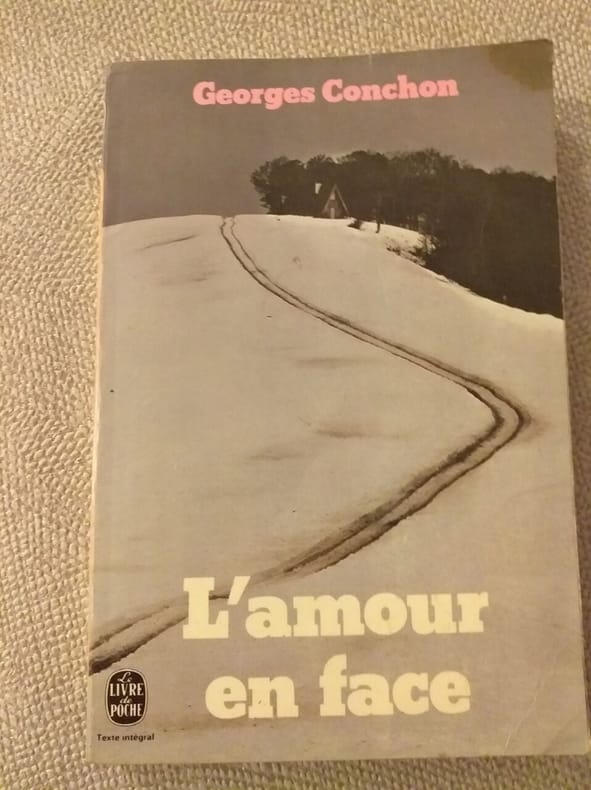 Georges Conchon
L'amour
en face
Le
LIVRE
de
POCHE
Texte intégral